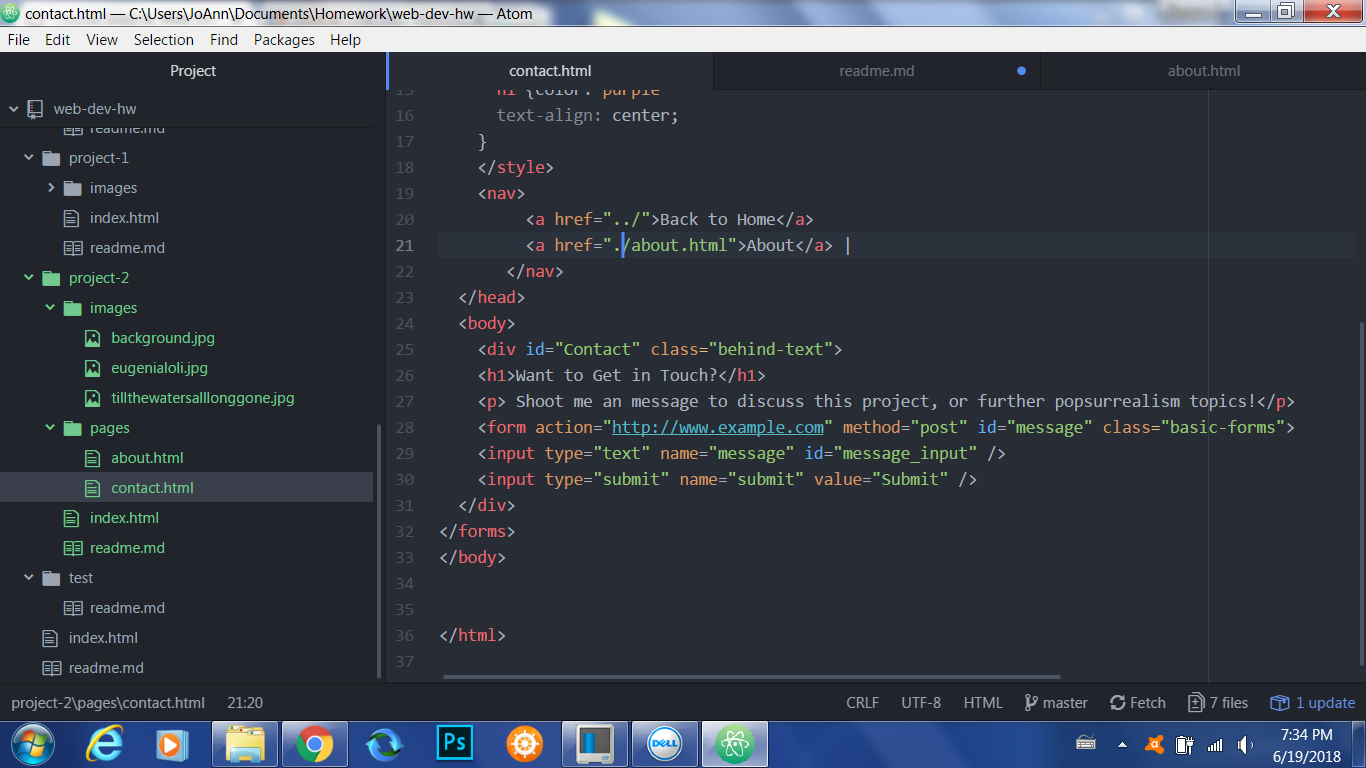 contact.html — C:\Users\JoAnn\Documents\Homework\web-dev-hw — Atom
File Edit View Selection Find Packages Help
Project
web-dev-hw
readme.md
project-1
images
index.html
readme.md
project-2
images
background.jpg
eugenialoli.jpg
tillthewatersalllonggone.jpg
pages
about.html
contact.html
index.html
readme.md
test
readme.md
index.html
readme.md
contact.html readme.md about.html
15 h1 {color: purple
16 text-align: center;
17 }
18 </style>
19 <nav>
20 <a href="../">Back to Home</a>
21 <a href="./about.html">About</a> |
22 </nav>
23 </head>
24 <body>
25 <div id="Contact" class="behind-text">
26 <h1>Want to Get in Touch?</h1>
27 <p> Shoot me an message to discuss this project, or further popsurrealism topics!</p>
28 <form action="http://www.example.com" method="post" id="message" class="basic-forms">
29 <input type="text" name="message" id="message_input" />
30 <input type="submit" name="submit" value="Submit" />
31 </div>
32 </forms>
33 </body>
34
35
36 </html>
37
project-2\pages\contact.html 21:20 CRLF UTF-8 HTML master Fetch 7 files 1 update
Ps
DELL
7:34 PM
6/19/2018